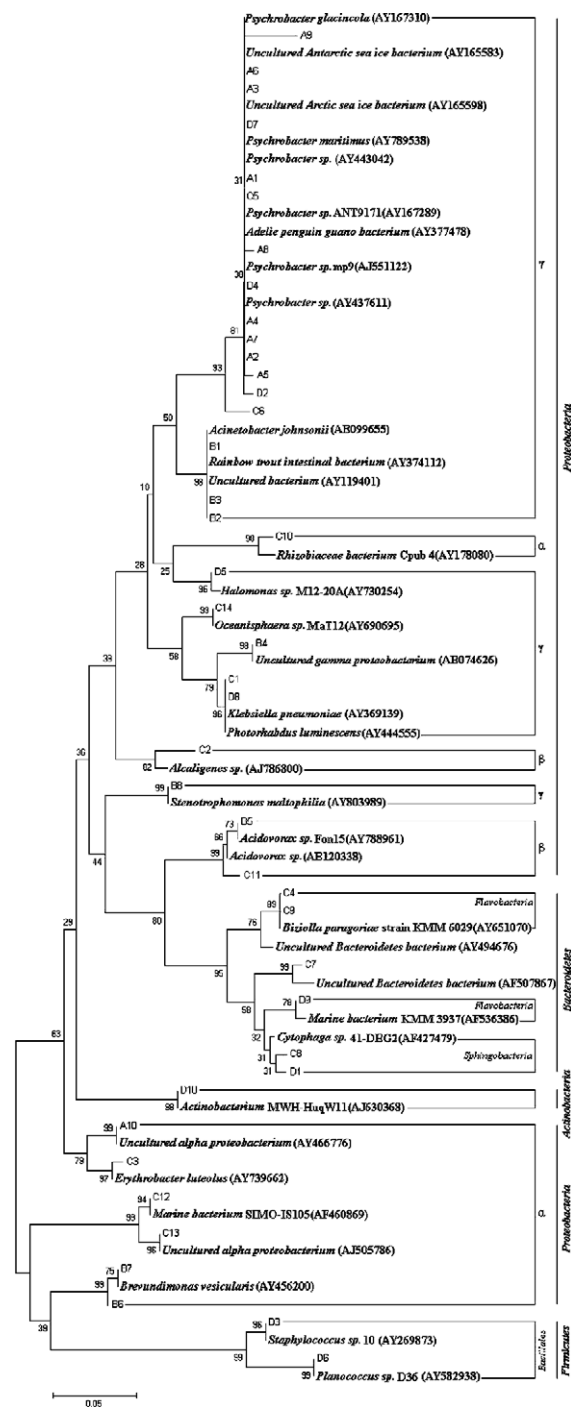 Psychrobacter glacincola (AY167310)
A9
Uncultured Antarctic sea ice bacterium (AY165583)
A6
A3
Uncultured Arctic sea ice bacterium (AY165598)
D7
Psychrobacter maritimus (AY789538)
Psychrobacter sp. (AY443042)
31
A1
C5
Psychrobacter sp. ANT9171(AY167289)
Adelie penguin guano bacterium (AY377478)
A8
γ
Psychrobacter sp. mp9(AJ551122)
30
D4
Psychrobacter sp. (AY437611)
A4
81
A7
A2
93
A5
D2
C6
Proteobacteria
50
Acinetobacter johnsonii (AB099655)
B1
Rainbow trout intestinal bacterium (AY374112)
98
Uncultured bacterium (AY119401)
10
B3
B2
98
C10
α
Rhizobiaceae bacterium Cpub 4(AY178080)
28
25
D5
96
Halomonas sp. M12-20A(AY730254)
99
C14
Oceanisphaera sp. MaT12(AY690695)
58
98
B4
γ
Uncultured gamma proteobacterium (AB074626)
79
C1
D8
96
Klebsiella pneumoniae (AY369139)
Photorhabdus luminescens (AY444555)
36
C2
β
82
Alcaligenes sp. (AJ786800)
99
B8
γ
Stenotrophomonas maltophilia (AY803989)
44
73
B5
66
Acidovorax sp. Fon15(AY788961)
β
99
Acidovorax sp. (AB120338)
C11
29
80
C4
Flavobacteria
89
C9
76
Bizioella parugoriae strain KMM 6029(AY651070)
Uncultured Bacteroidetes bacterium (AY494676)
95
99
C7
Uncultured Bacteroidetes bacterium (AF507867)
Bacteroidetes
58
78
D9
Flavobacteria
Marine bacterium KMM 3937(AF536386)
32
Cytophaga sp. 41-DBG2(AF427479)
31
C8
Sphingobacteria
31
D1
63
D10
98
Actinobacterium MWH-HuqW11(AJ630368)
Actinobacteria
99
A10
Uncultured alpha proteobacterium (AY466776)
79
C3
97
Erythrobacter luteolus (AY739662)
94
C12
99
Marine bacterium SIMO-IS105(AF460869)
α
C13
96
Uncultured alpha proteobacterium (AJ505786)
Proteobacteria
75
B7
99
Brevundimonas vesicularis (AY456200)
B6
39
96
D3
Staphylococcus sp. 10 (AY269873)
99
D6
99
Planococcus sp. D36 (AY582938)
Bacillales
Firmicutes
0.05